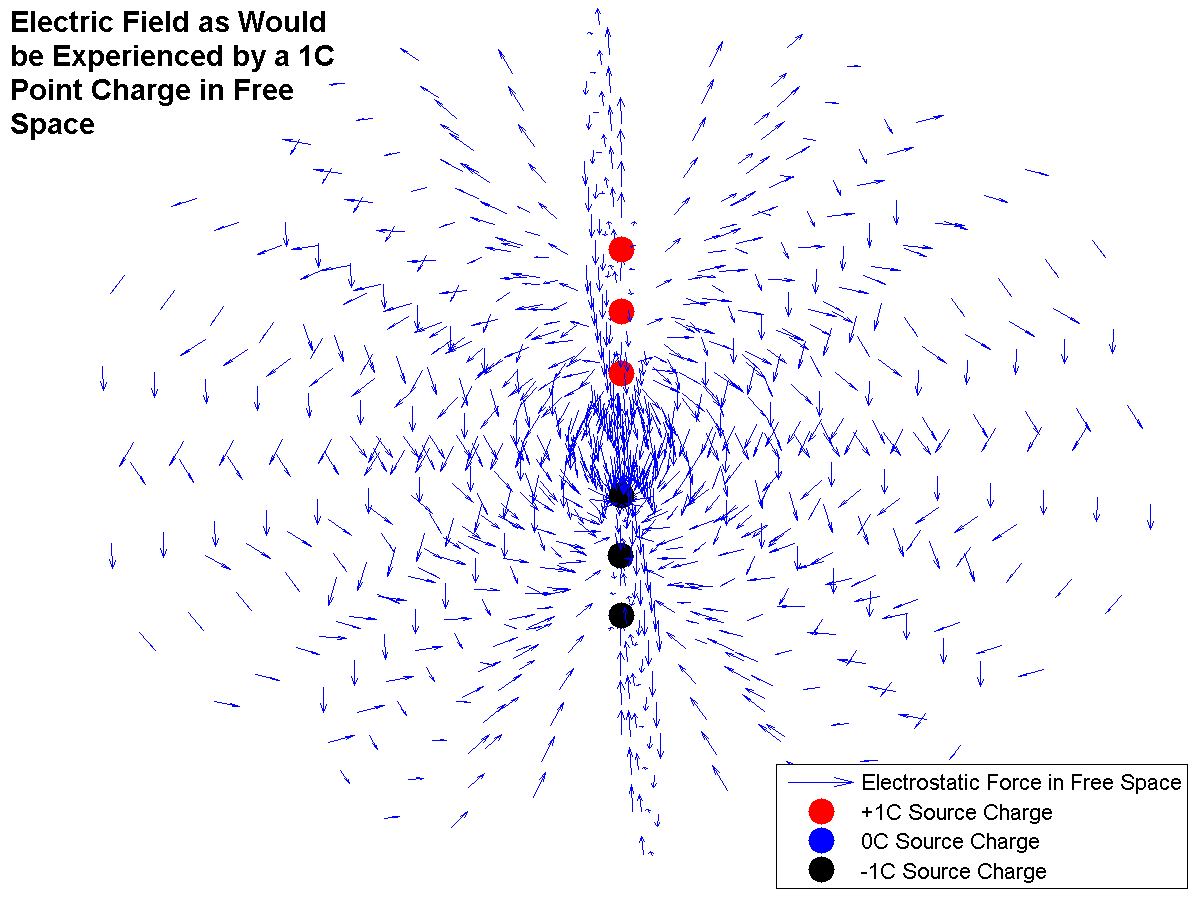 Electric Field as Would
be Experienced by a 1C
Point Charge in Free
Space
Electrostatic Force in Free Space
+1C Source Charge
0C Source Charge
-1C Source Charge